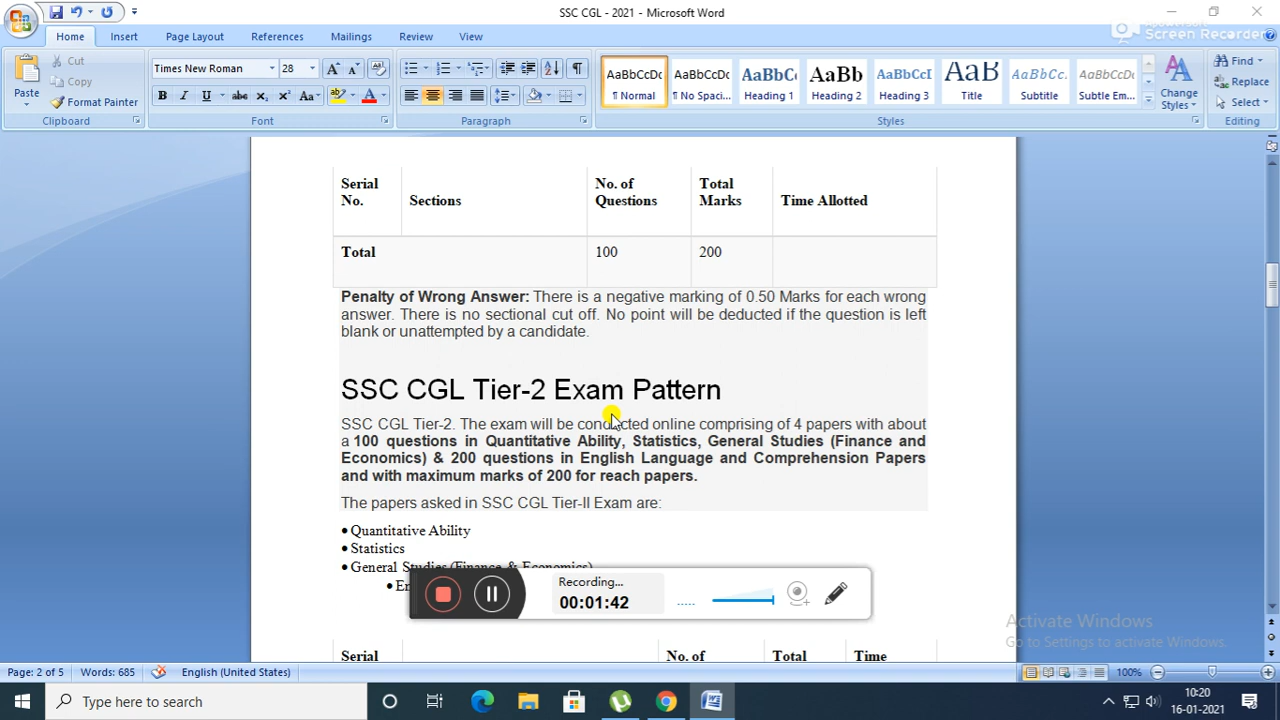 SSC CGL - 2021 - Microsoft Word
Screen Recorder
Home Insert Page Layout References Mailings Review View
Paste
Cut
Copy
Format Painter
Clipboard
Times New Roman 28
Font
Paragraph
AaBbCcDc AaBbCcDc AaBbC AaBb AaBbCcI AaB AaBbCc. AaBbCcDc
¶ Normal ¶ No Spaci... Heading 1 Heading 2 Heading 3 Title Subtitle Subtle Em...
Styles
Change Styles
Find
Replace
Select
Editing
Serial No. Sections No. of Questions Total Marks Time Allotted
Total 100 200
Penalty of Wrong Answer: There is a negative marking of 0.50 Marks for each wrong
answer. There is no sectional cut off. No point will be deducted if the question is left
blank or unattempted by a candidate.
SSC CGL Tier-2 Exam Pattern
SSC CGL Tier-2. The exam will be conducted online comprising of 4 papers with about
a 100 questions in Quantitative Ability, Statistics, General Studies (Finance and
Economics) & 200 questions in English Language and Comprehension Papers
and with maximum marks of 200 for reach papers.
The papers asked in SSC CGL Tier-II Exam are:
• Quantitative Ability
• Statistics
• General Studies (Finance & Economics)
Recording...
00:01:42
Serial No. of Total Time
Activate Windows
Go to Settings to activate Windows.
Page: 2 of 5 Words: 685 English (United States) 100%
Type here to search
10:20
16-01-2021